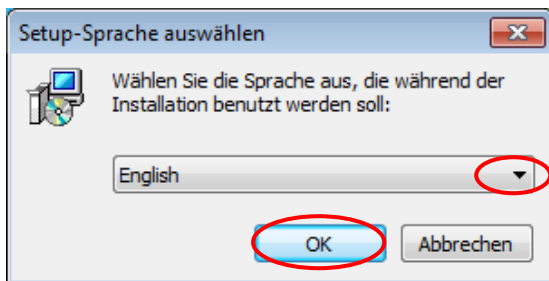 Setup-Sprache auswählen
Wählen Sie die Sprache aus, die während der
Installation benutzt werden soll:
English
OK
Abbrechen